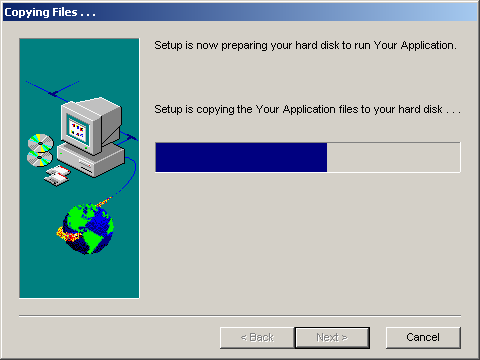 Copying Files . . .
Setup is now preparing your hard disk to run Your Application.
Setup is copying the Your Application files to your hard disk . . .
< Back
Next >
Cancel